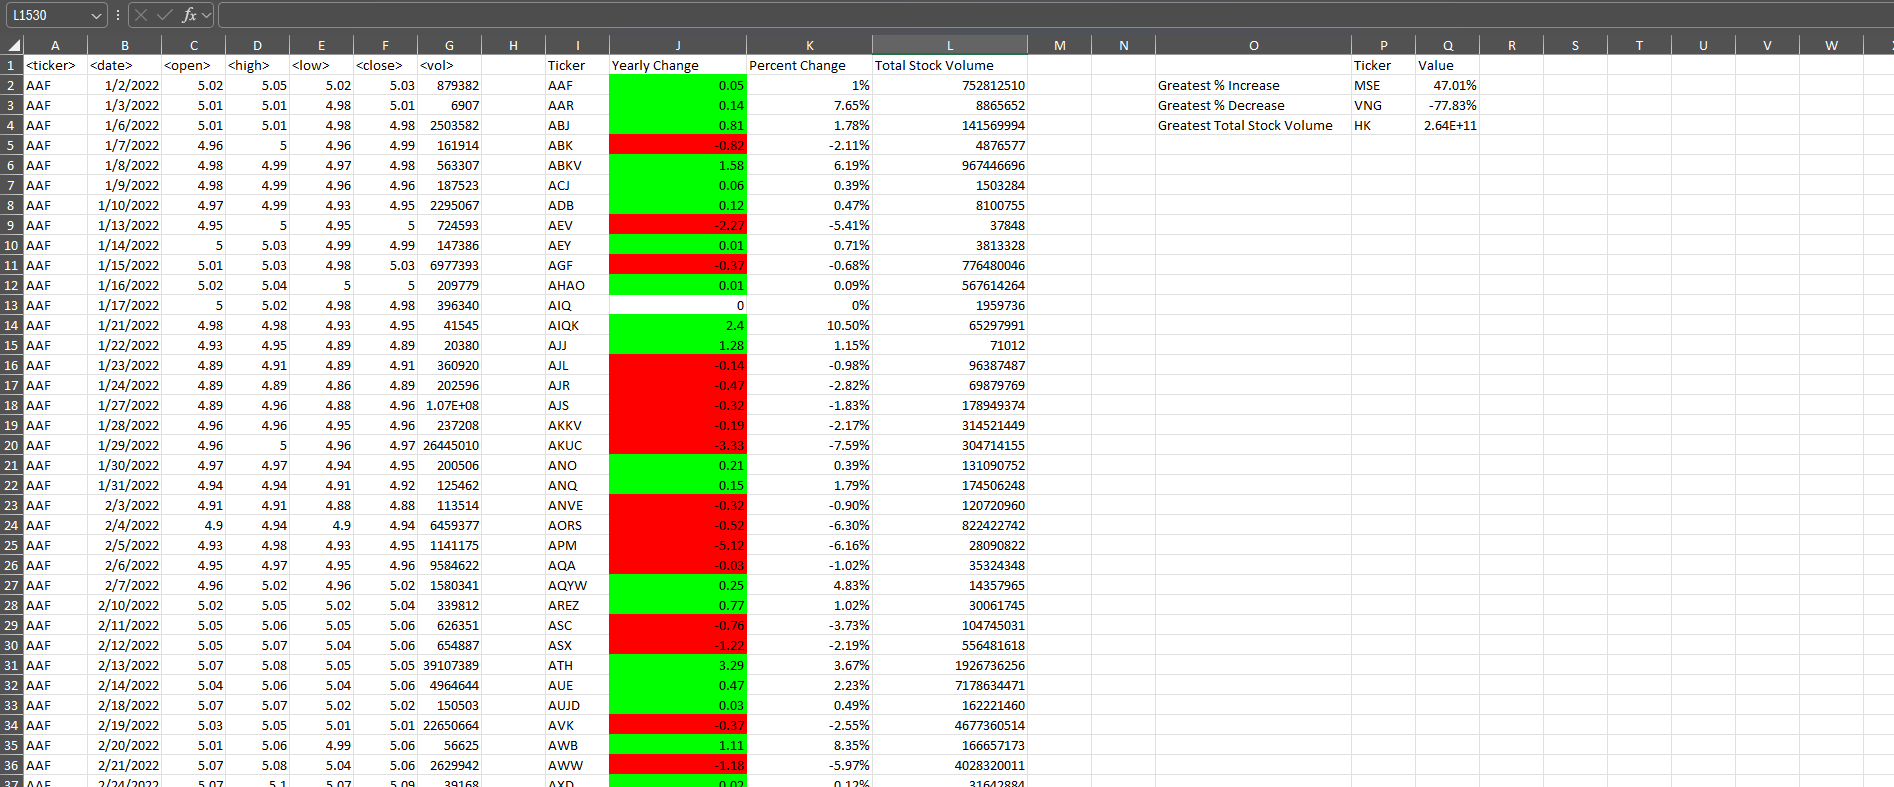 L1530 fx
A B C D E F G H I J K L M N O P Q R S T U V W
1 <ticker> <date> <open> <high> <low> <close> <vol> Ticker Yearly Change Percent Change Total Stock Volume Ticker Value
2 AAF 1/2/2022 5.02 5.05 5.02 5.03 879382 AAF 0.05 1% 752812510 Greatest % Increase MSE 47.01%
3 AAF 1/3/2022 5.01 5.01 4.98 5.01 6907 AAR 0.14 7.65% 8865652 Greatest % Decrease VNG -77.83%
4 AAF 1/6/2022 5.01 5.01 4.98 4.98 2503582 ABJ 0.81 1.78% 141569994 Greatest Total Stock Volume HK 2.64E+11
5 AAF 1/7/2022 4.96 5 4.96 4.99 161914 ABK -0.82 -2.11% 4876577
6 AAF 1/8/2022 4.98 4.99 4.97 4.98 563307 ABKV 1.58 6.19% 967446696
7 AAF 1/9/2022 4.98 4.99 4.96 4.96 187523 ACJ 0.06 0.39% 1503284
8 AAF 1/10/2022 4.97 4.99 4.93 4.95 2295067 ADB 0.12 0.47% 8100755
9 AAF 1/13/2022 4.95 5 4.95 5 724593 AEV -2.27 -5.41% 37848
10 AAF 1/14/2022 5 5.03 4.99 4.99 147386 AEY 0.01 0.71% 3813328
11 AAF 1/15/2022 5.01 5.03 4.98 5.03 6977393 AGF -0.37 -0.68% 776480046
12 AAF 1/16/2022 5.02 5.04 5 5 209779 AHAO 0.01 0.09% 567614264
13 AAF 1/17/2022 5 5.02 4.98 4.98 396340 AIQ 0 0% 1959736
14 AAF 1/21/2022 4.98 4.98 4.93 4.95 41545 AIQK 2.4 10.50% 65297991
15 AAF 1/22/2022 4.93 4.95 4.89 4.89 20380 AJJ 1.28 1.15% 71012
16 AAF 1/23/2022 4.89 4.91 4.89 4.91 360920 AJL -0.14 -0.98% 96387487
17 AAF 1/24/2022 4.89 4.89 4.86 4.89 202596 AJR -0.47 -2.82% 69879769
18 AAF 1/27/2022 4.89 4.96 4.88 4.96 1.07E+08 AJS -0.32 -1.83% 178949374
19 AAF 1/28/2022 4.96 4.96 4.95 4.96 237208 AKKV -0.19 -2.17% 314521449
20 AAF 1/29/2022 4.96 5 4.96 4.97 26445010 AKUC -3.33 -7.59% 304714155
21 AAF 1/30/2022 4.97 4.97 4.94 4.95 200506 ANO 0.21 0.39% 131090752
22 AAF 1/31/2022 4.94 4.94 4.91 4.92 125462 ANQ 0.15 1.79% 174506248
23 AAF 2/3/2022 4.91 4.91 4.88 4.88 113514 ANVE -0.32 -0.90% 120720960
24 AAF 2/4/2022 4.9 4.94 4.9 4.94 6459377 AORS -0.52 -6.30% 822422742
25 AAF 2/5/2022 4.93 4.98 4.93 4.95 1141175 APM -5.12 -6.16% 28090822
26 AAF 2/6/2022 4.95 4.97 4.95 4.96 9584622 AQA -0.03 -1.02% 35324348
27 AAF 2/7/2022 4.96 5.02 4.96 5.02 1580341 AQYW 0.25 4.83% 14357965
28 AAF 2/10/2022 5.02 5.05 5.02 5.04 339812 AREZ 0.77 1.02% 30061745
29 AAF 2/11/2022 5.05 5.06 5.05 5.06 626351 ASC -0.76 -3.73% 104745031
30 AAF 2/12/2022 5.05 5.07 5.04 5.06 654887 ASX -1.22 -2.19% 556481618
31 AAF 2/13/2022 5.07 5.08 5.05 5.05 39107389 ATH 3.29 3.67% 1926736256
32 AAF 2/14/2022 5.04 5.06 5.04 5.06 4964644 AUE 0.47 2.23% 7178634471
33 AAF 2/18/2022 5.07 5.07 5.02 5.02 150503 AUJD 0.03 0.49% 162221460
34 AAF 2/19/2022 5.03 5.05 5.01 5.01 22650664 AVK -0.37 -2.55% 4677360514
35 AAF 2/20/2022 5.01 5.06 4.99 5.06 56625 AWB 1.11 8.35% 166657173
36 AAF 2/21/2022 5.07 5.08 5.04 5.06 2629942 AWW -1.18 -5.97% 4028320011
37 AAF 2/24/2022 5.07 5.1 5.07 5.09 39168 AXD 0.02 0.12% 31642884